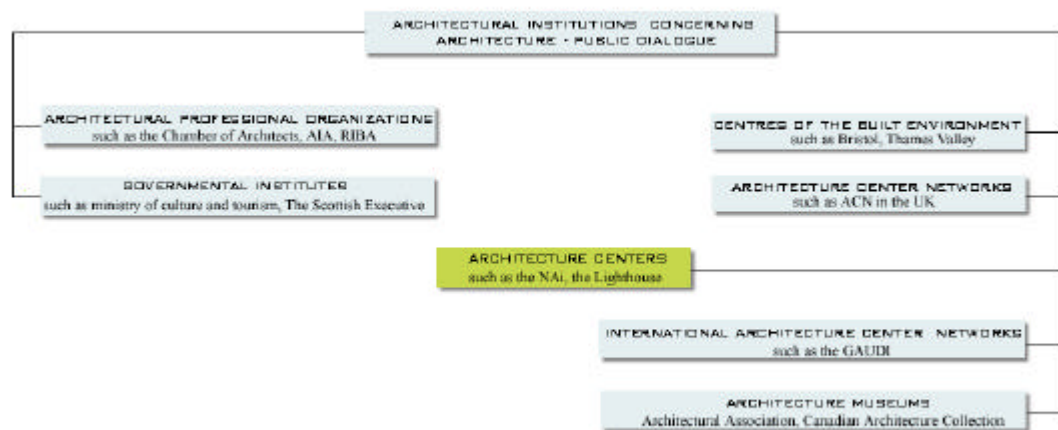 ARCHITECTURAL INSTITUTIONS CONCERNING
ARCHITECTURE - PUBLIC DIALOGUE
ARCHITECTURAL PROFESSIONAL ORGANIZATIONS
such as the Chamber of Architects, AIA, RIBA
GOVERNMENTAL INSTITUTES
such as ministry of culture and tourism, The Scottish Executive
CENTRES OF THE BUILT ENVIRONMENT
such as Bristol, Thames Valley
ARCHITECTURE CENTER NETWORKS
such as ACN in the UK
ARCHITECTURE CENTERS
such as the NAi, the Lighthouse
INTERNATIONAL ARCHITECTURE CENTER NETWORKS
such as the GAUDI
ARCHITECTURE MUSEUMS
Architectural Association, Canadian Architecture Collection